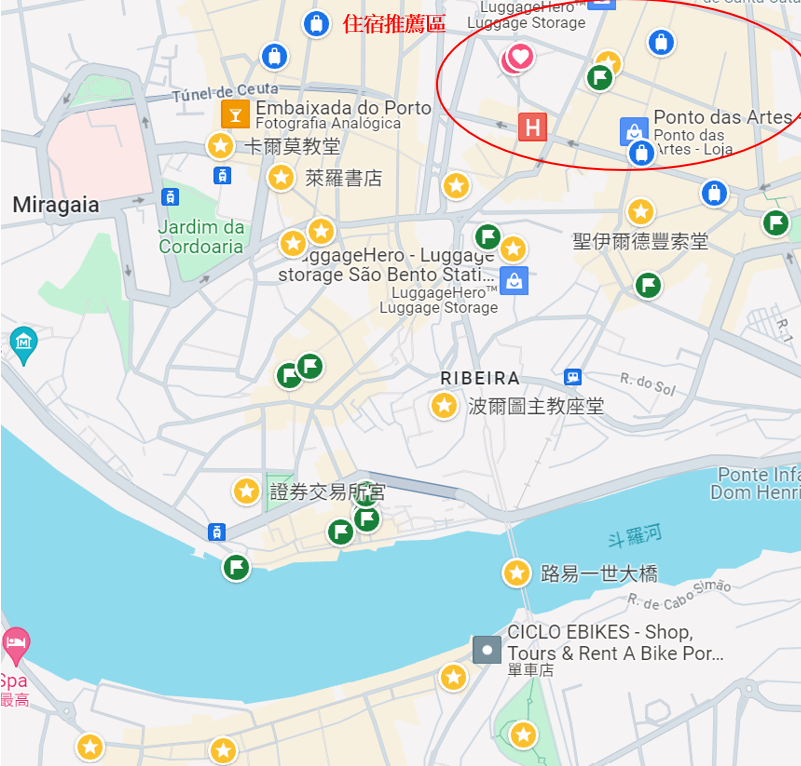 LuggageHero™
Luggage Storage
住宿推薦區
Túnel de Ceuta
Embaixada do Porto
Fotografia Analógica
H
Ponto das Artes
Ponto das
Artes - Loja
卡爾莫教堂
萊羅書店
Miragaia
Jardim da
Cordoaria
聖伊爾德豐索堂
LuggageHero - Luggage
storage São Bento Stati...
LuggageHero™
Luggage Storage
R. 1
RIBEIRA
R. do Sol
波爾圖主教座堂
證券交易所宮
Ponte Infa
Dom Henri
斗羅河
路易一世大橋
R. de Cabo Simão
CICLO EBIKES - Shop,
Tours & Rent A Bike Por...
單車店
Spa
最高